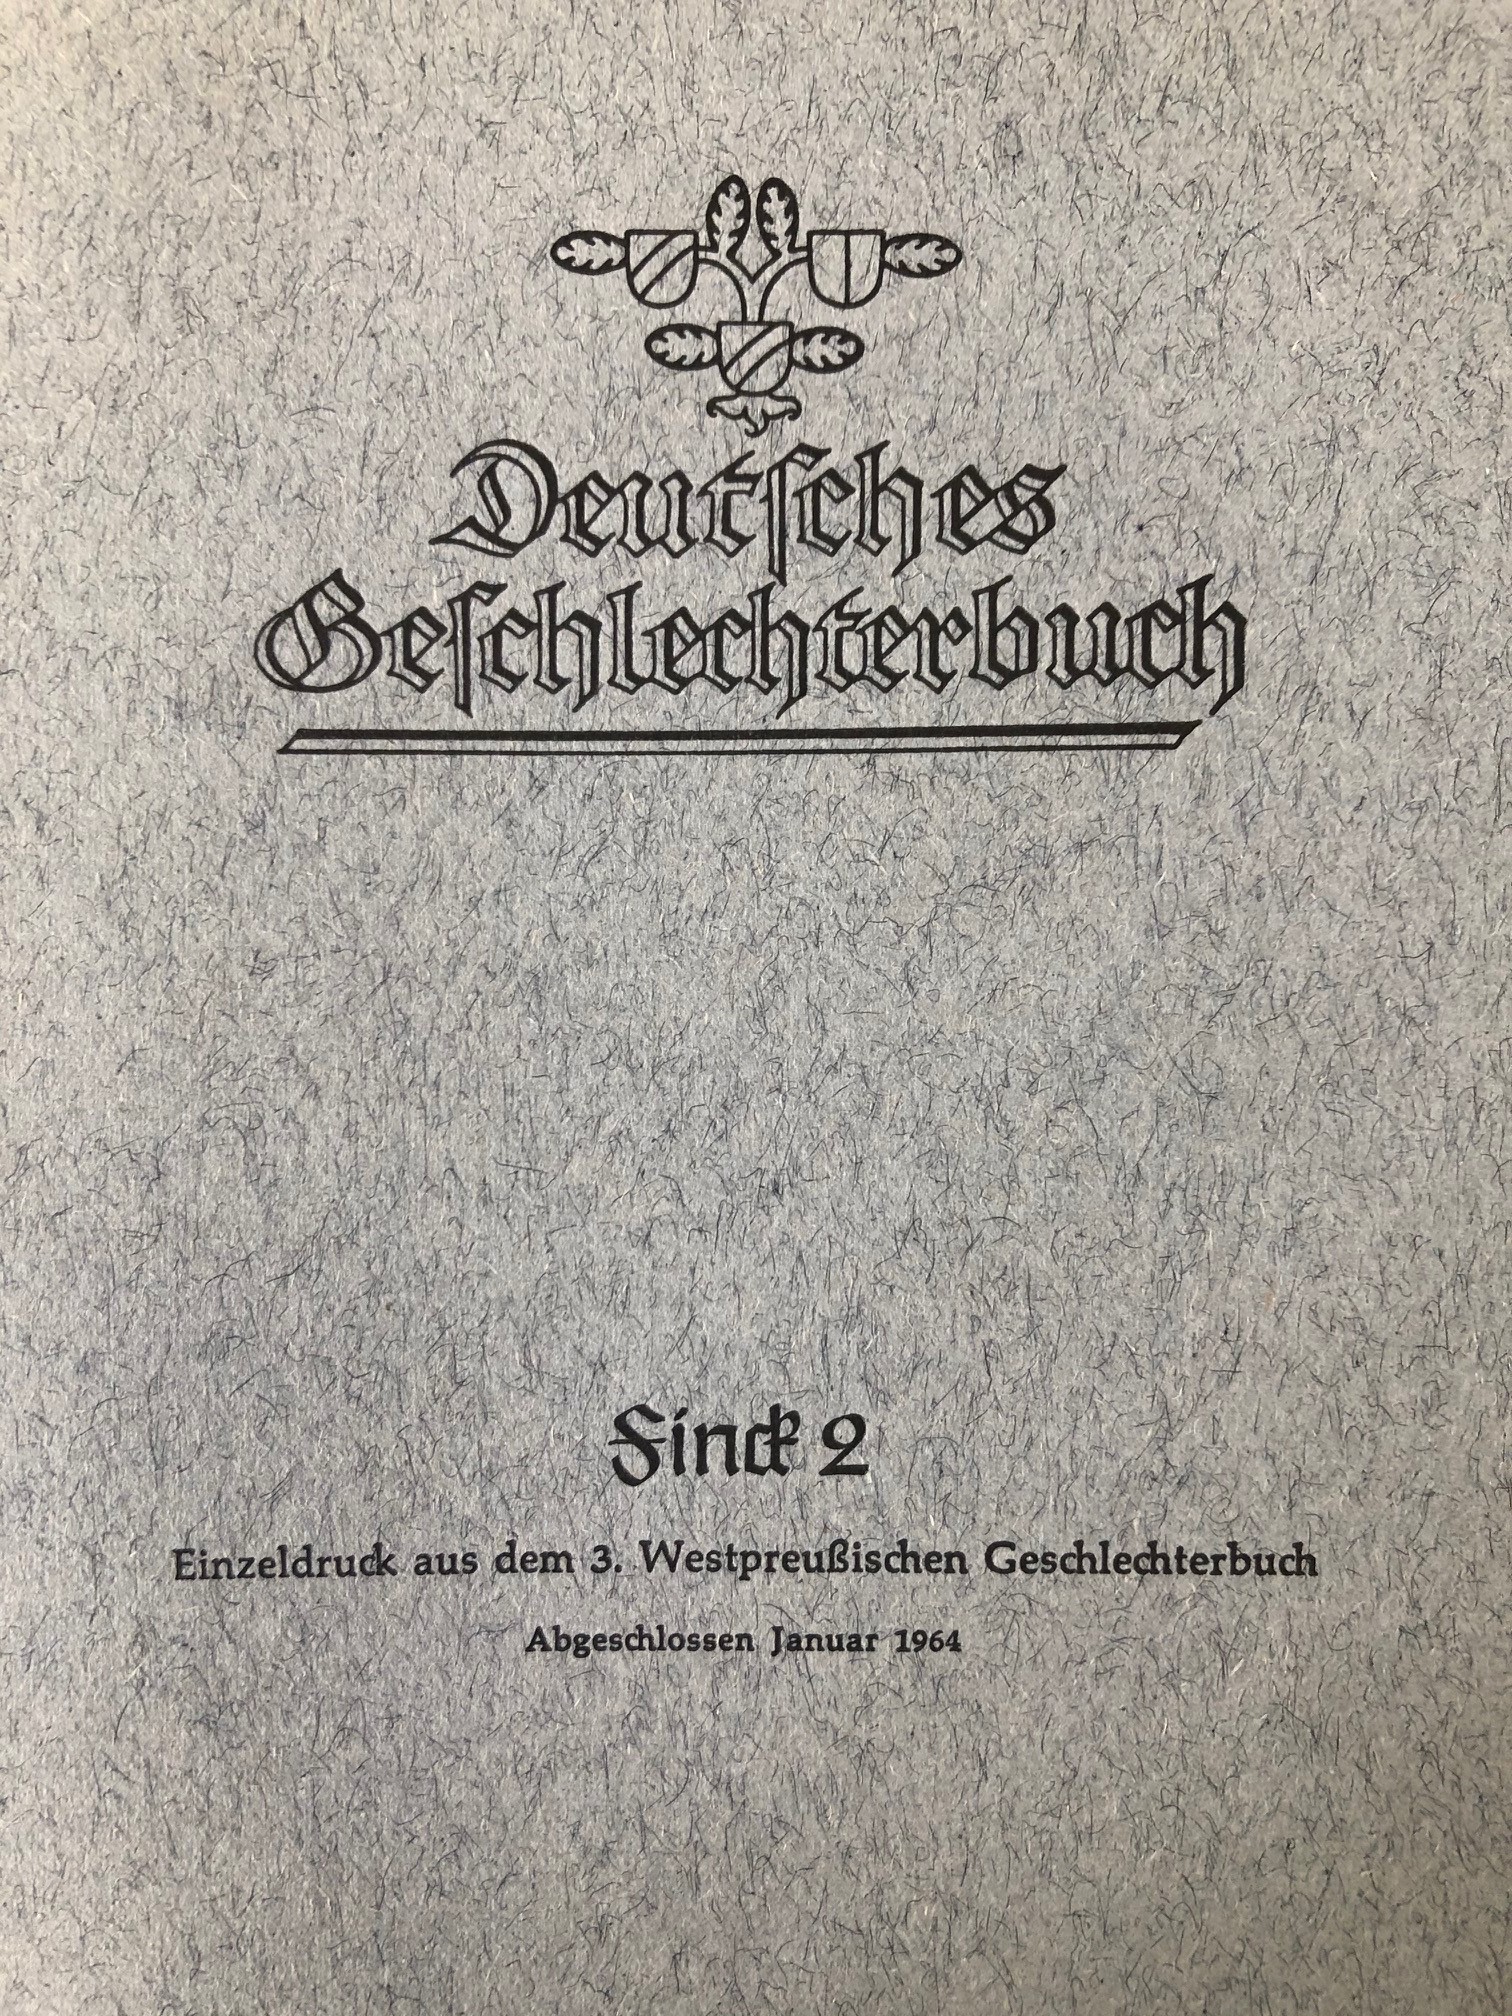 Deutſches
Geſchlechterbuch
Finck 2
Einzeldruck aus dem 3. Westpreußischen Geschlechterbuch
Abgeschlossen Januar 1964